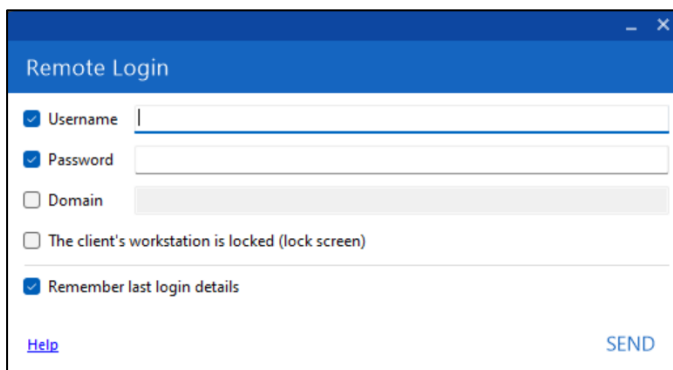 Remote Login
Username
Password
Domain
The client's workstation is locked (lock screen)
Remember last login details
Help
SEND